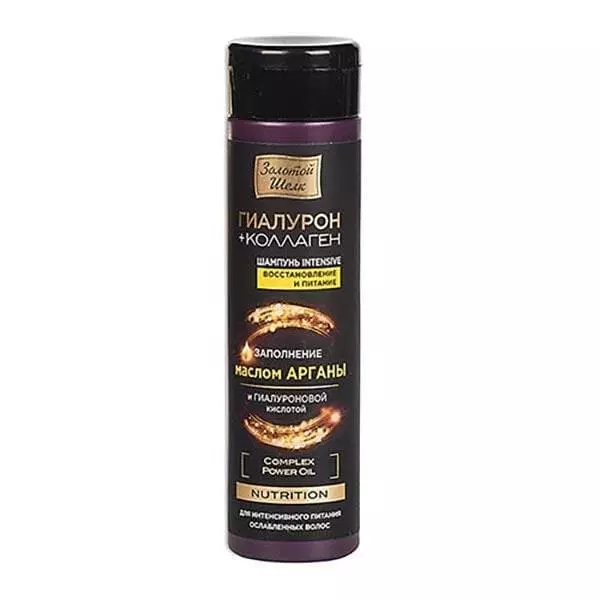 Золотой
Шелк
ГИАЛУРОН
+КОЛЛАГЕН
ШАМПУНЬ INTENSIVE
ВОССТАНОВЛЕНИЕ
И ПИТАНИЕ
ЗАПОЛНЕНИЕ
маслом АРГАНЫ
и ГИАЛУРОНОВОЙ
кислотой
COMPLEX
POWER OIL
NUTRITION
ДЛЯ ИНТЕНСИВНОГО ПИТАНИЯ
ОСЛАБЛЕННЫХ ВОЛОС